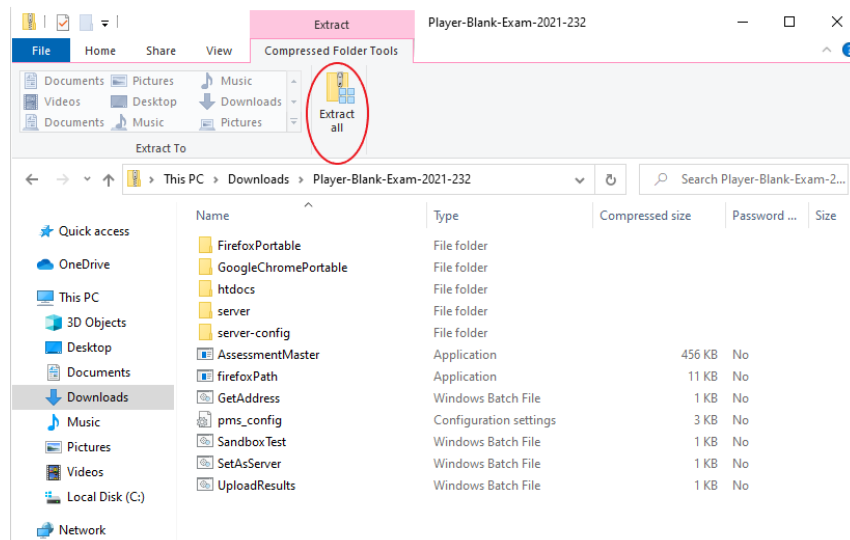 Extract
Player-Blank-Exam-2021-232
File Home Share View Compressed Folder Tools
Documents Pictures Music
Videos Desktop Downloads
Documents Music Pictures
Extract all
Extract To
This PC > Downloads > Player-Blank-Exam-2021-232
Search Player-Blank-Exam-2...
Name Type Compressed size Password ... Size
Quick access
OneDrive
This PC
3D Objects
Desktop
Documents
Downloads
Music
Pictures
Videos
Local Disk (C:)
Network
FirefoxPortable File folder
GoogleChromePortable File folder
htdocs File folder
server File folder
server-config File folder
AssessmentMaster Application 456 KB No
firefoxPath Application 11 KB No
GetAddress Windows Batch File 1 KB No
pms_config Configuration settings 3 KB No
SandboxTest Windows Batch File 1 KB No
SetAsServer Windows Batch File 1 KB No
UploadResults Windows Batch File 1 KB No